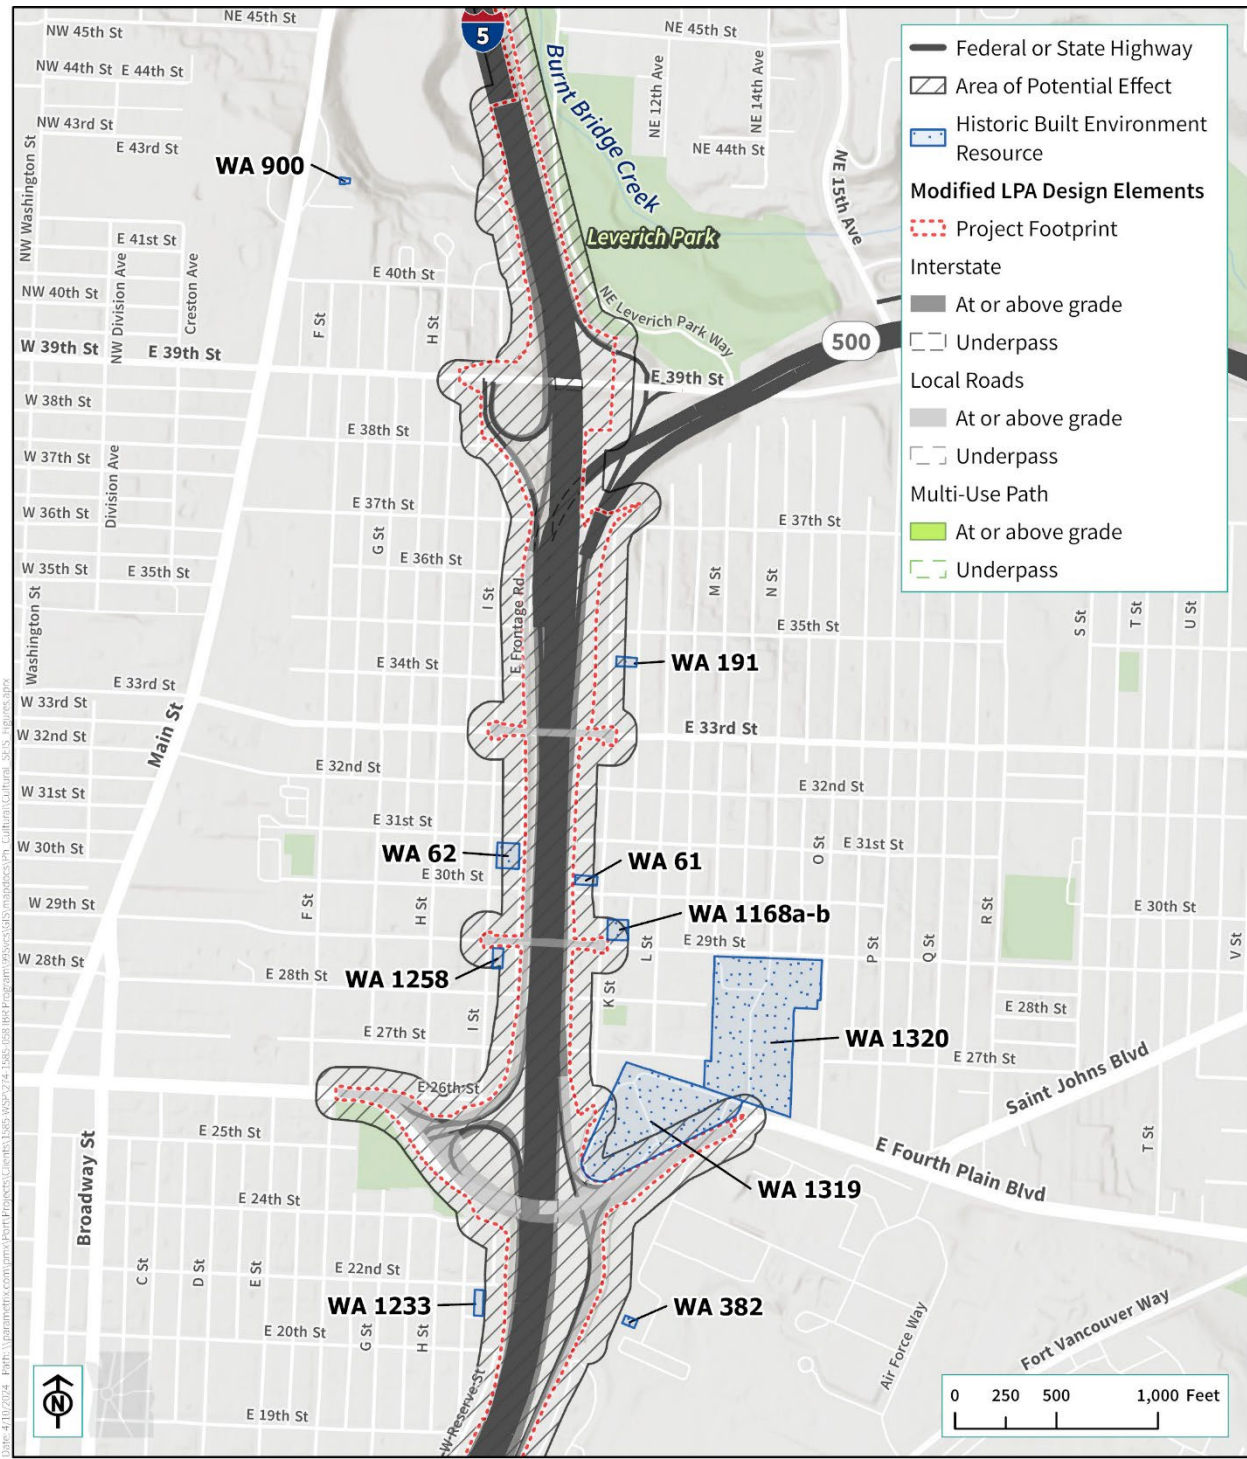 NE 45th St
NW 45th St
5
NE 45th St
NW 44th St
E 44th St
NE 12th Ave
NE 14th Ave
NE 44th St
NW 43rd St
E 43rd St
NW Washington St
Burnt Bridge Creek
NE 15th Ave
WA 900
Leverich Park
E 41st St
NW Division Ave
Creston Ave
NW 40th St
E 40th St
F St
H St
NE Leverich Park Way
500
W 39th St
E 39th St
E 39th St
W 38th St
E 38th St
W 37th St
Division Ave
E 37th St
E 37th St
W 36th St
G St
E 36th St
W 35th St
E 35th St
I St
E Frontage Rd
M St
N St
E 35th St
S St
T St
U St
Washington St
E 34th St
WA 191
E 33rd St
W 33rd St
E 33rd St
W 32nd St
Main St
E 32nd St
E 32nd St
W 31st St
E 31st St
E 31st St
O St
W 30th St
WA 62
E 30th St
WA 61
W 29th St
F St
H St
WA 1168a-b
R St
E 30th St
E 29th St
L St
P St
Q St
V St
W 28th St
E 28th St
WA 1258
K St
E 28th St
I St
E 27th St
WA 1320
E 27th St
Saint Johns Blvd
E 26th St
E 25th St
E Fourth Plain Blvd
T St
Broadway St
E 24th St
WA 1319
C St
D St
E St
E 22nd St
WA 1233
WA 382
E 20th St
G St
H St
Air Force Way
Fort Vancouver Way
W Reserve St
E 19th St
N
Federal or State Highway
Area of Potential Effect
Historic Built Environment
Resource
Modified LPA Design Elements
Project Footprint
Interstate
At or above grade
Underpass
Local Roads
At or above grade
Underpass
Multi-Use Path
At or above grade
Underpass
0 250 500 1,000 Feet